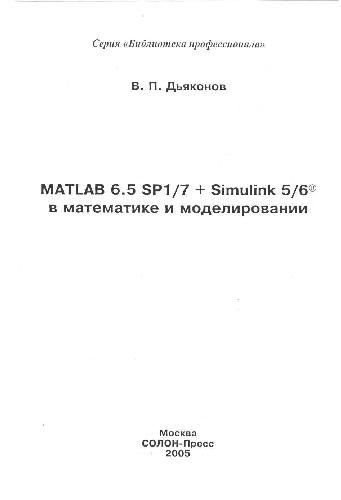 Серия «Библиотека профессионала»
В. П. Дьяконов
MATLAB 6.5 SP1/7 + Simulink 5/6®
в математике и моделировании
Москва
СОЛОН-Пресс
2005